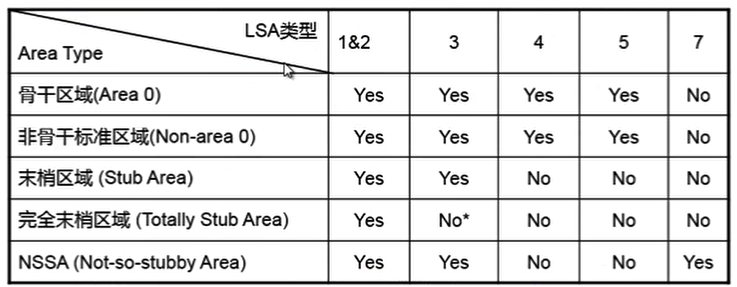 LSA类型 1&2 3 4 5 7
Area Type
骨干区域(Area 0) Yes Yes Yes Yes No
非骨干标准区域(Non-area 0) Yes Yes Yes Yes No
末梢区域 (Stub Area) Yes Yes No No No
完全末梢区域 (Totally Stub Area) Yes No* No No No
NSSA (Not-so-stubby Area) Yes Yes No No Yes